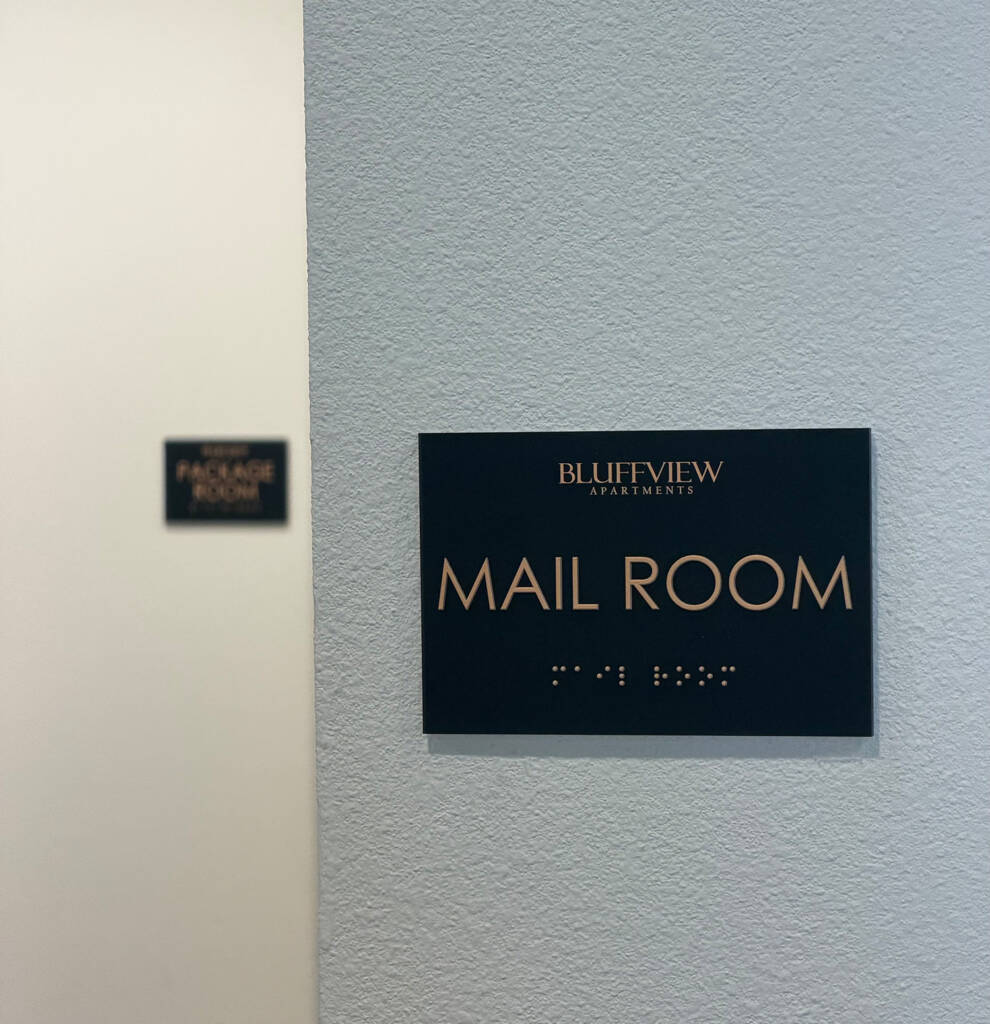 BLUFFVIEW
APARTMENTS
MAIL ROOM
⠍⠁⠊⠇ ⠗⠕⠕⠍
PACKAGE
ROOM